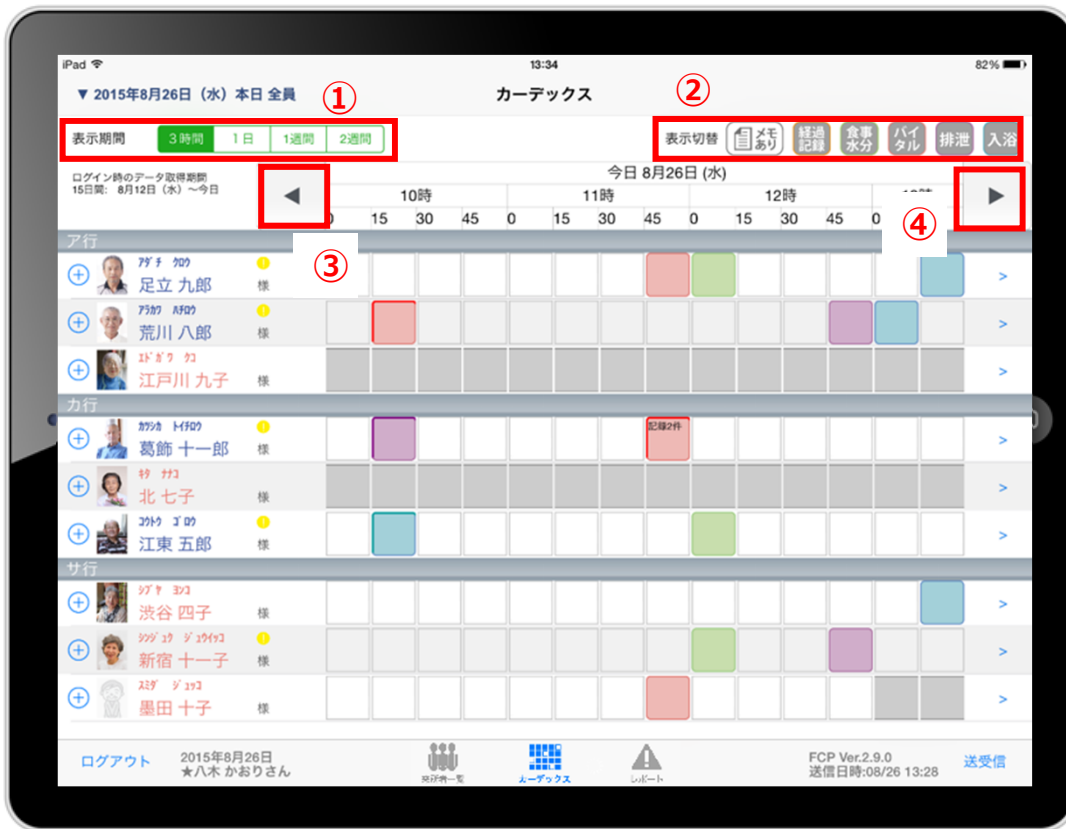 iPad 13:34 82%
▼ 2015年8月26日（水）本日 全員 ① カーデックス ②
表示期間 3時間 1日 1週間 2週間 表示切替 メモあり 経過記録 食事水分 バイタル 排泄 入浴
ログイン時のデータ取得期間
15日間: 8月12日（水）～今日
◀ 今日 8月26日 (水) ▶
10時 11時 12時
15 30 45 0 15 30 45 0 15 30 45 0 ④
ア行
③
ｱﾀﾞﾁ ｸﾛｳ
足立 九郎 様 >
ｱﾗｶﾜ ﾊﾁﾛｳ
荒川 八郎 様 >
ｴﾄﾞｶﾞﾜ ｸｺ
江戸川 九子 様 >
カ行
ｶﾂｼｶ ﾄｲﾁﾛｳ 記録2件
葛飾 十一郎 様 >
ｷﾀ ﾅﾅｺ
北 七子 様 >
ｺｳﾄｳ ｺﾞﾛｳ
江東 五郎 様 >
サ行
ｼﾌﾞﾔ ﾖﾝｺ
渋谷 四子 様 >
ｼﾝｼﾞｭｸ ｼﾞｭｳｲﾁｺ
新宿 十一子 様 >
ｽﾐﾀﾞ ｼﾞｭｯｺ
墨田 十子 様 >
ログアウト 2015年8月26日 FCP Ver.2.9.0 送受信
★八木 かおりさん カーデックス レポート 送信日時:08/26 13:28